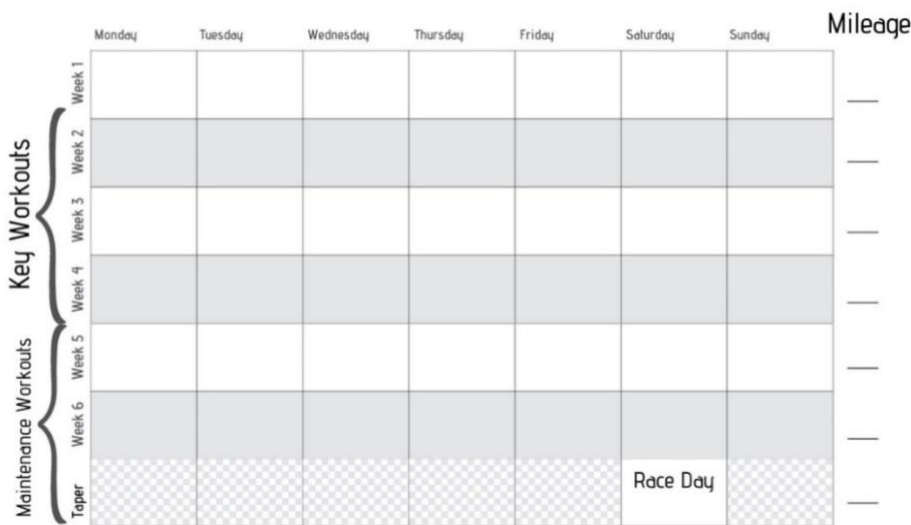 Mileage
Monday Tuesday Wednesday Thursday Friday Saturday Sunday
Key Workouts
Week 1
Week 2
Week 3
Week 4
Maintenance Workouts
Week 5
Week 6
Taper
Race Day